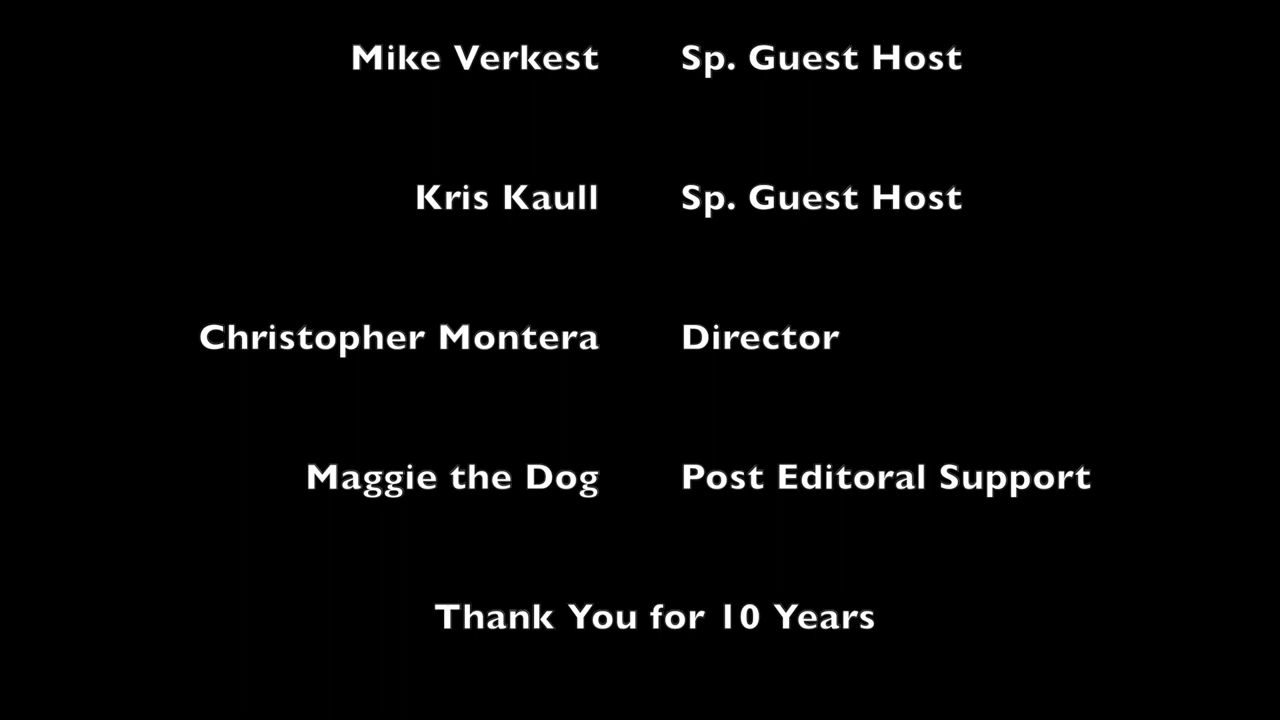 Mike Verkest Sp. Guest Host
Kris Kaull Sp. Guest Host
Christopher Montera Director
Maggie the Dog Post Editoral Support
Thank You for 10 Years